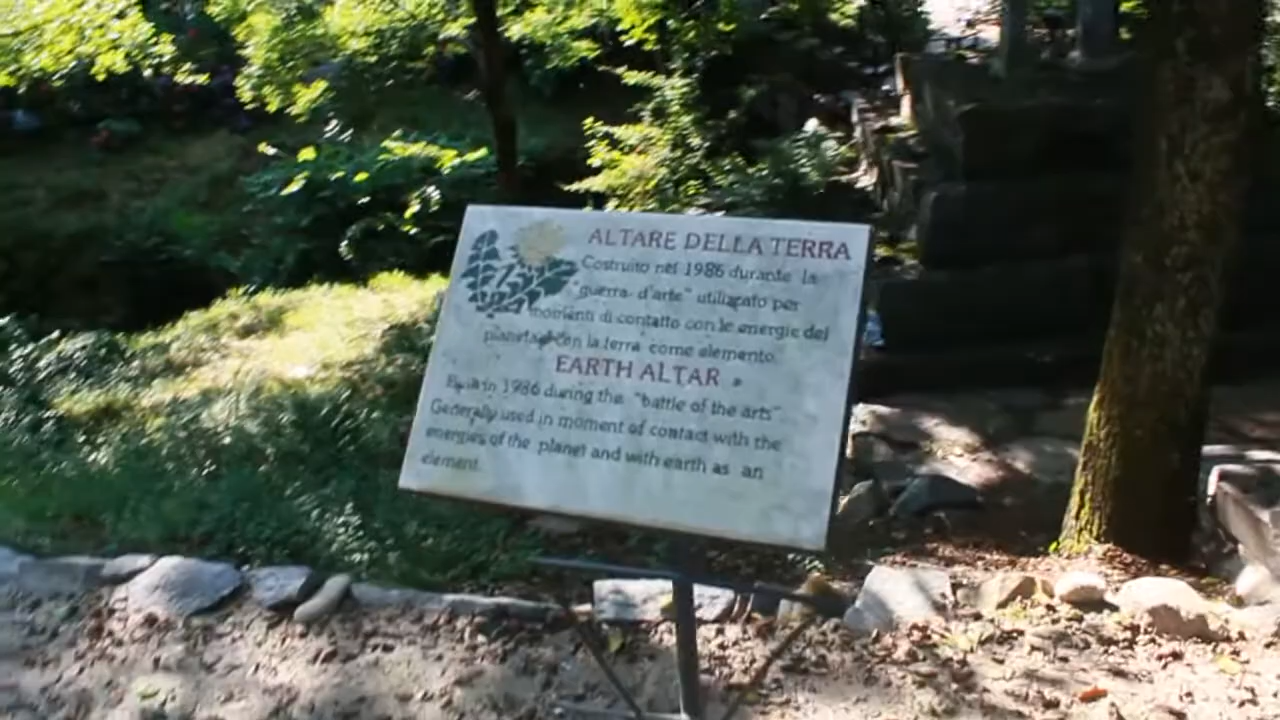 ALTARE DELLA TERRA
Costruito nel 1986 durante la
"guerra d'arte" utilizzato per
momenti di contatto con le energie del
pianeta e con la terra come elemento.
EARTH ALTAR
Built in 1986 during the "battle of the arts".
Generally used in moment of contact with the
energies of the planet and with earth as an
element.